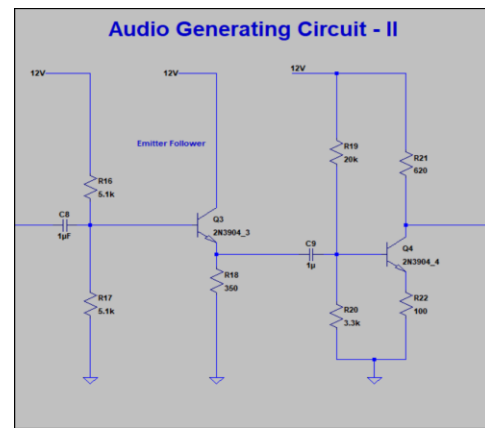 Audio Generating Circuit - II
12V
12V
12V
Emitter Follower
R19
20k
R21
620
R16
5.1k
C8
1µF
Q3
2N3904_3
C9
1µ
Q4
2N3904_4
R18
350
R17
5.1k
R20
3.3k
R22
100